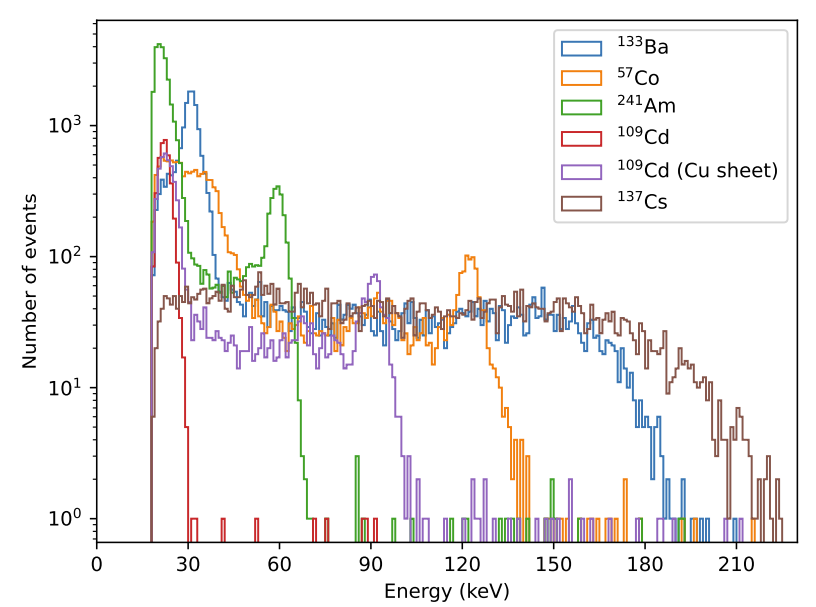 ¹³³Ba
⁵⁷Co
²⁴¹Am
¹⁰⁹Cd
¹⁰⁹Cd (Cu sheet)
¹³⁷Cs
Number of events
10³
10²
10¹
10⁰
0 30 60 90 120 150 180 210
Energy (keV)